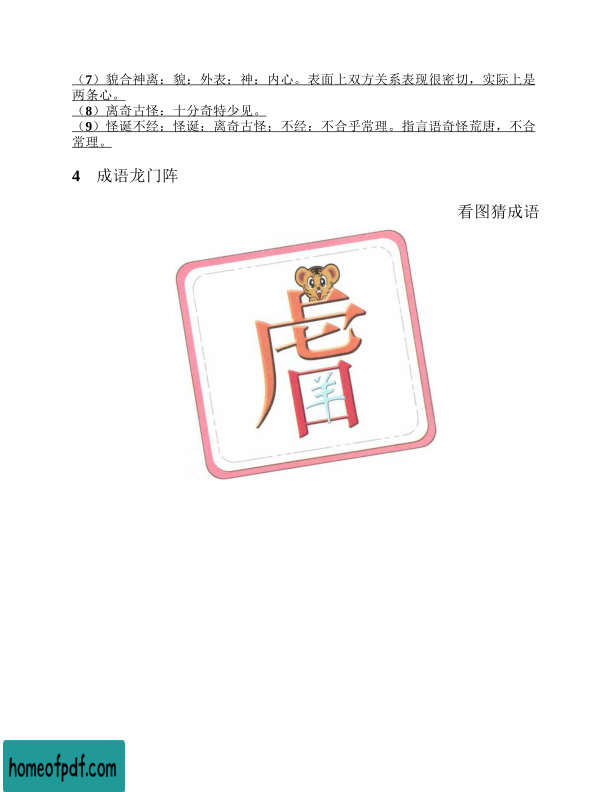 （7）貌合神离：貌：外表；神：内心。表面上双方关系表现很密切，实际上是
两条心。
（8）离奇古怪：十分奇特少见。
（9）怪诞不经：怪诞：离奇古怪；不经：不合乎常理。指言语奇怪荒唐，不合
常理。
4 成语龙门阵
看图猜成语
虍
羊
口
homeofpdf.com